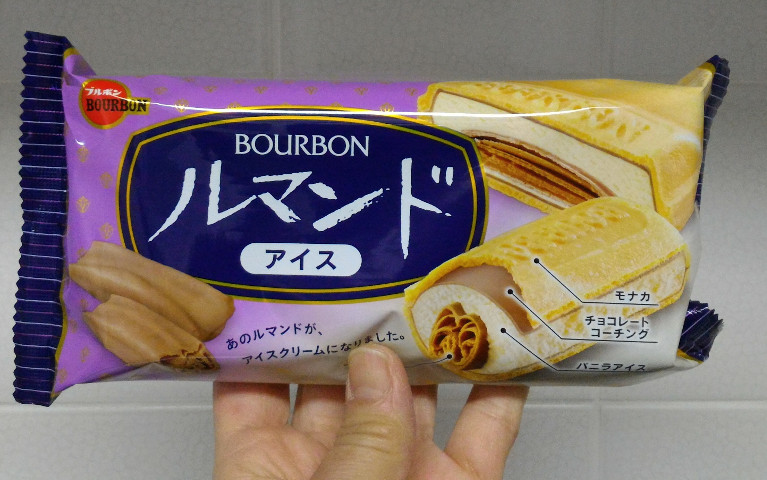 ブルボン
BOURBON
BOURBON
ルマンド
アイス
あのルマンドが、
アイスクリームになりました。
モナカ
チョコレート
コーチング
バニラアイス